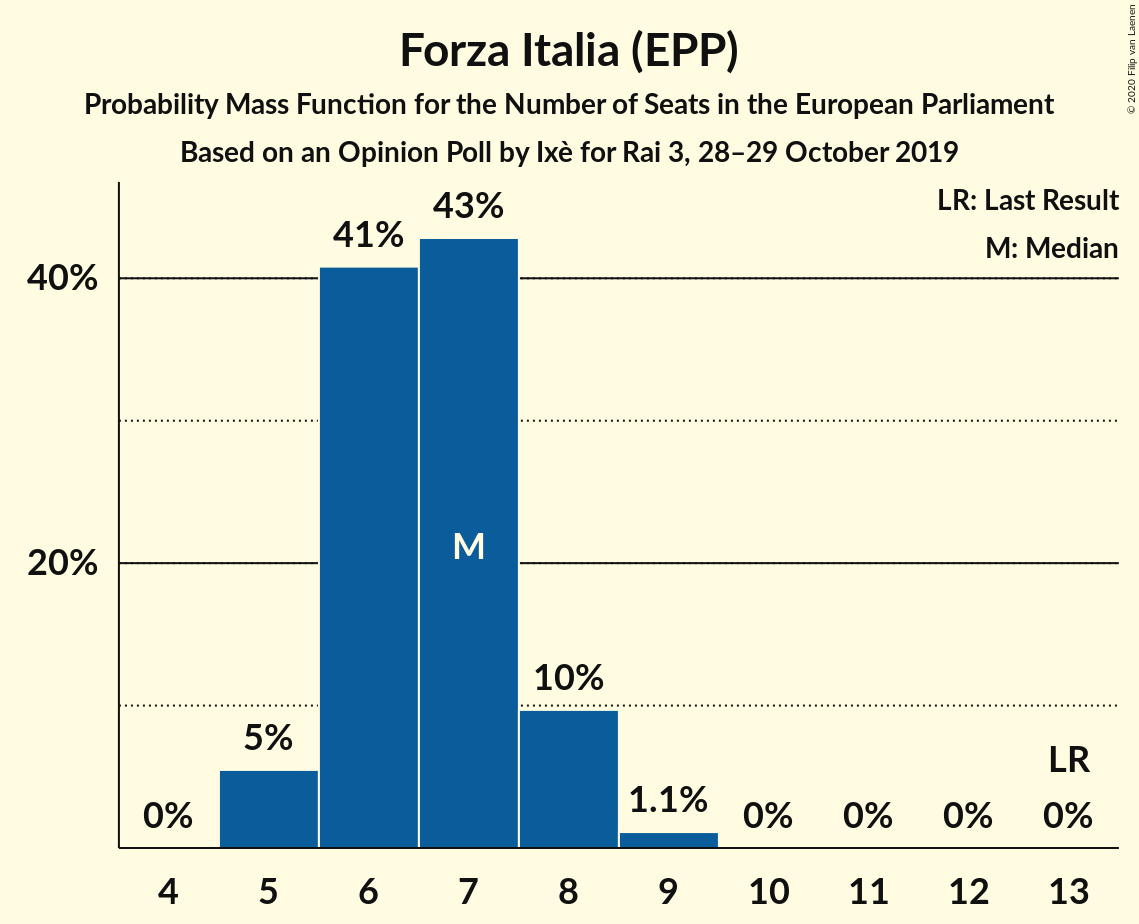 Forza Italia (EPP)
Probability Mass Function for the Number of Seats in the European Parliament
Based on an Opinion Poll by Ixè for Rai 3, 28–29 October 2019
© 2020 Filip van Laenen
LR: Last Result
M: Median
40%
20%
0%
5%
41%
43%
M
10%
1.1%
0%
0%
0%
LR
0%
4 5 6 7 8 9 10 11 12 13